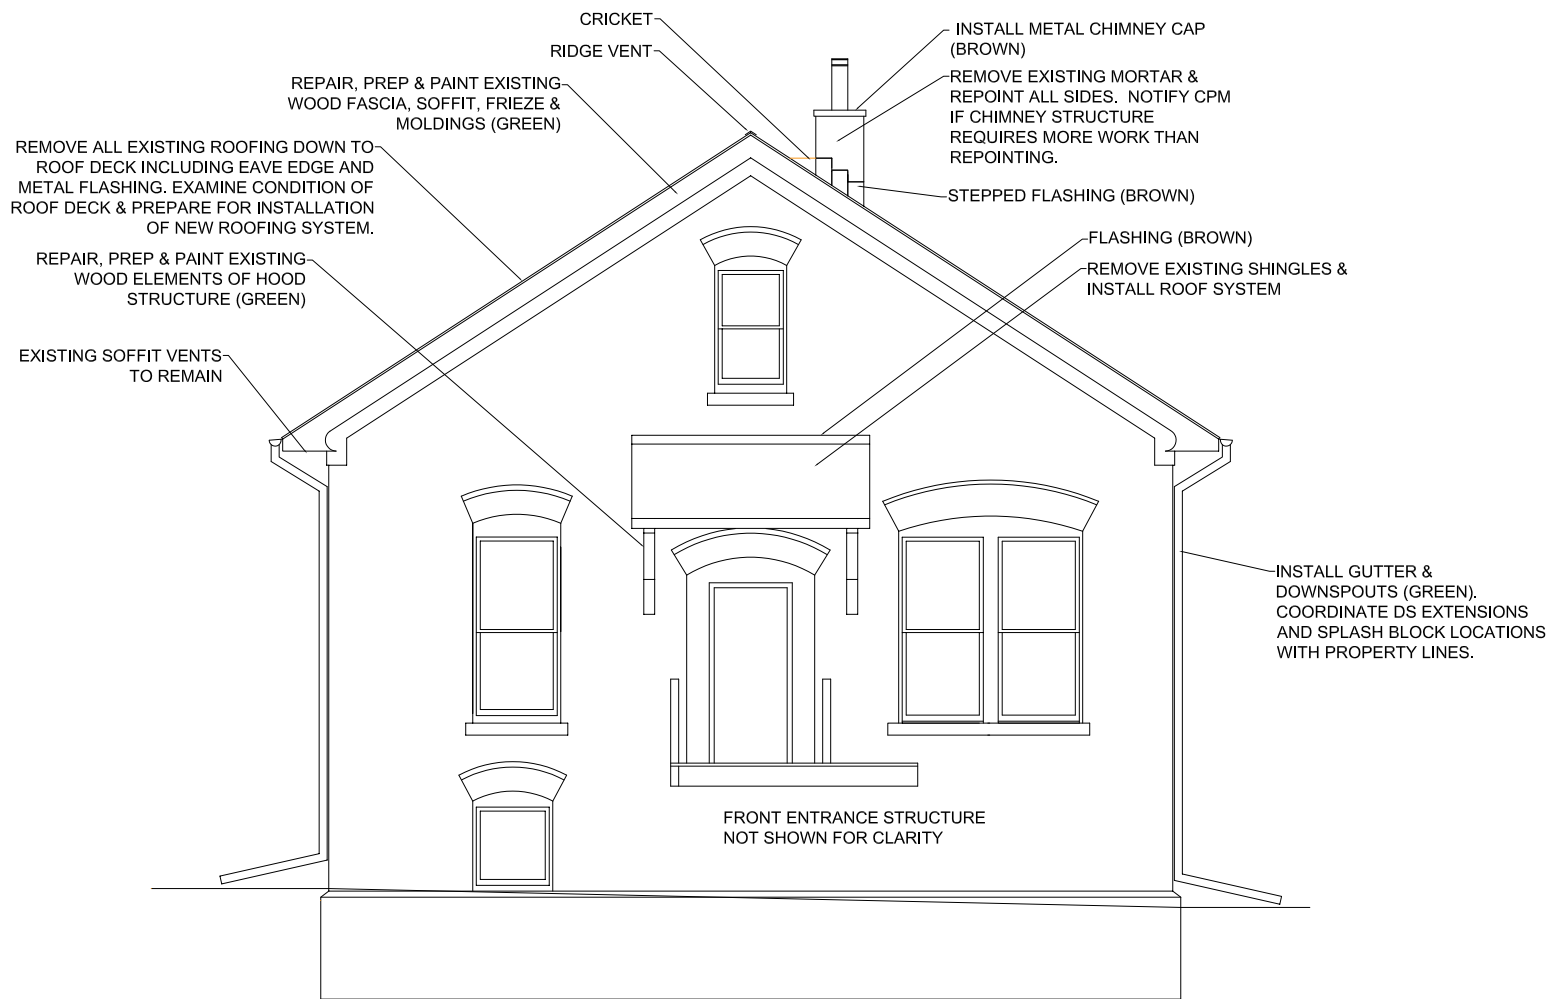 CRICKET
RIDGE VENT
REPAIR, PREP & PAINT EXISTING
WOOD FASCIA, SOFFIT, FRIEZE &
MOLDINGS (GREEN)
REMOVE ALL EXISTING ROOFING DOWN TO
ROOF DECK INCLUDING EAVE EDGE AND
METAL FLASHING. EXAMINE CONDITION OF
ROOF DECK & PREPARE FOR INSTALLATION
OF NEW ROOFING SYSTEM.
REPAIR, PREP & PAINT EXISTING
WOOD ELEMENTS OF HOOD
STRUCTURE (GREEN)
EXISTING SOFFIT VENTS
TO REMAIN
INSTALL METAL CHIMNEY CAP
(BROWN)
REMOVE EXISTING MORTAR &
REPOINT ALL SIDES. NOTIFY CPM
IF CHIMNEY STRUCTURE
REQUIRES MORE WORK THAN
REPOINTING.
STEPPED FLASHING (BROWN)
FLASHING (BROWN)
REMOVE EXISTING SHINGLES &
INSTALL ROOF SYSTEM
INSTALL GUTTER &
DOWNSPOUTS (GREEN).
COORDINATE DS EXTENSIONS
AND SPLASH BLOCK LOCATIONS
WITH PROPERTY LINES.
FRONT ENTRANCE STRUCTURE
NOT SHOWN FOR CLARITY